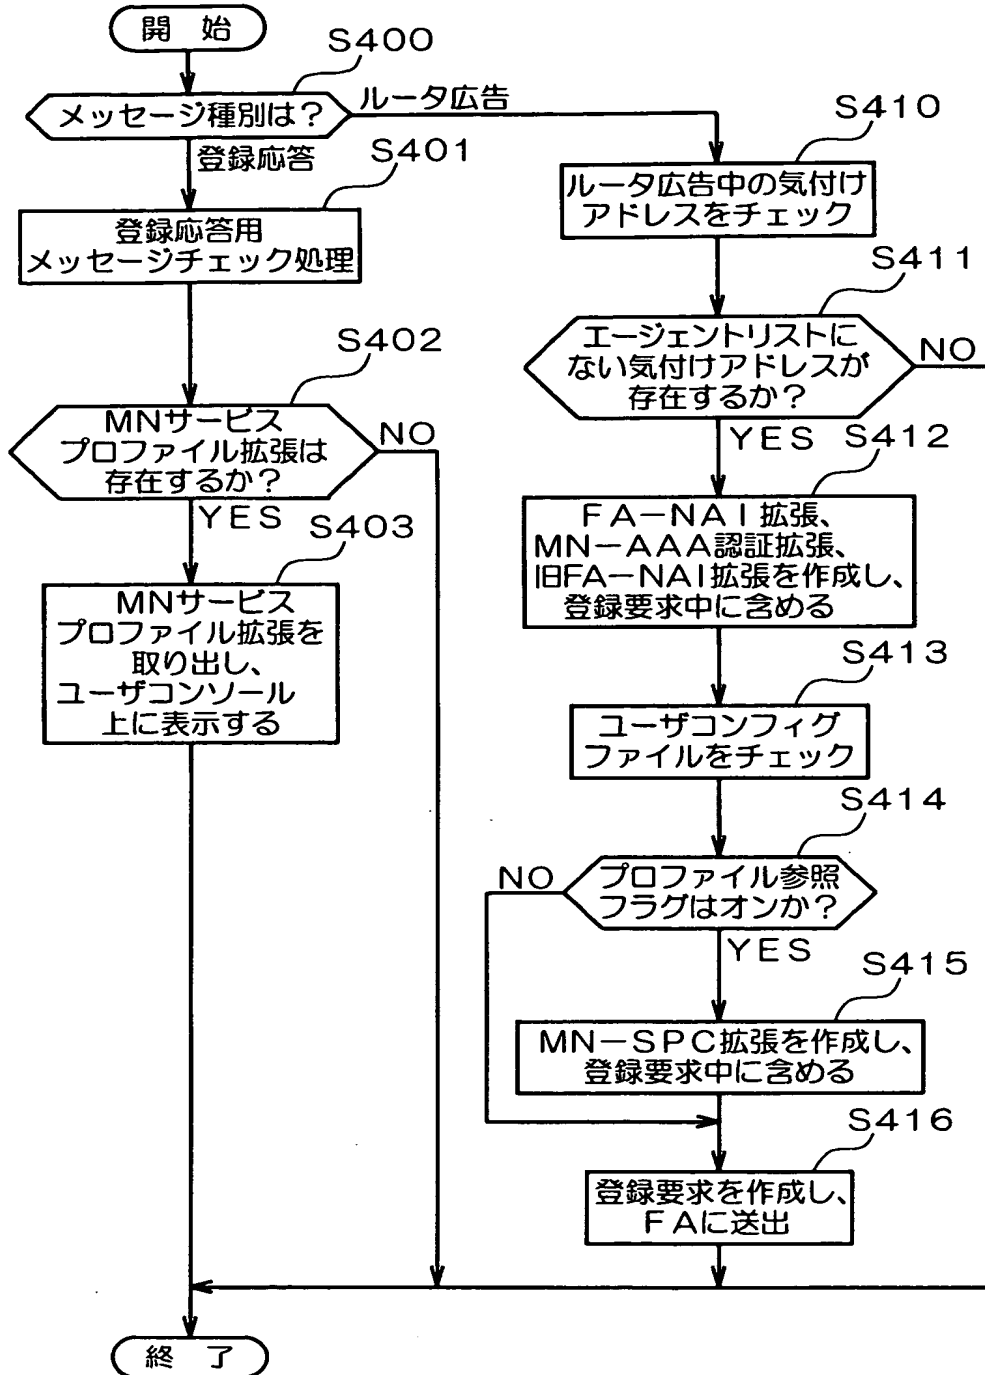 開 始
S400
メッセージ種別は？
ルータ広告
登録応答
S401
登録応答用
メッセージチェック処理
S402
MNサービス
プロファイル拡張は
存在するか？
NO
YES
S403
MNサービス
プロファイル拡張を
取り出し、
ユーザコンソール
上に表示する
S410
ルータ広告中の気付け
アドレスをチェック
S411
エージェントリストに
ない気付けアドレスが
存在するか？
NO
YES
S412
FA－NAI拡張、
MN－AAA認証拡張、
旧FA－NAI拡張を作成し、
登録要求中に含める
S413
ユーザコンフィグ
ファイルをチェック
S414
プロファイル参照
フラグはオンか？
NO
YES
S415
MN－SPC拡張を作成し、
登録要求中に含める
S416
登録要求を作成し、
FAに送出
終 了